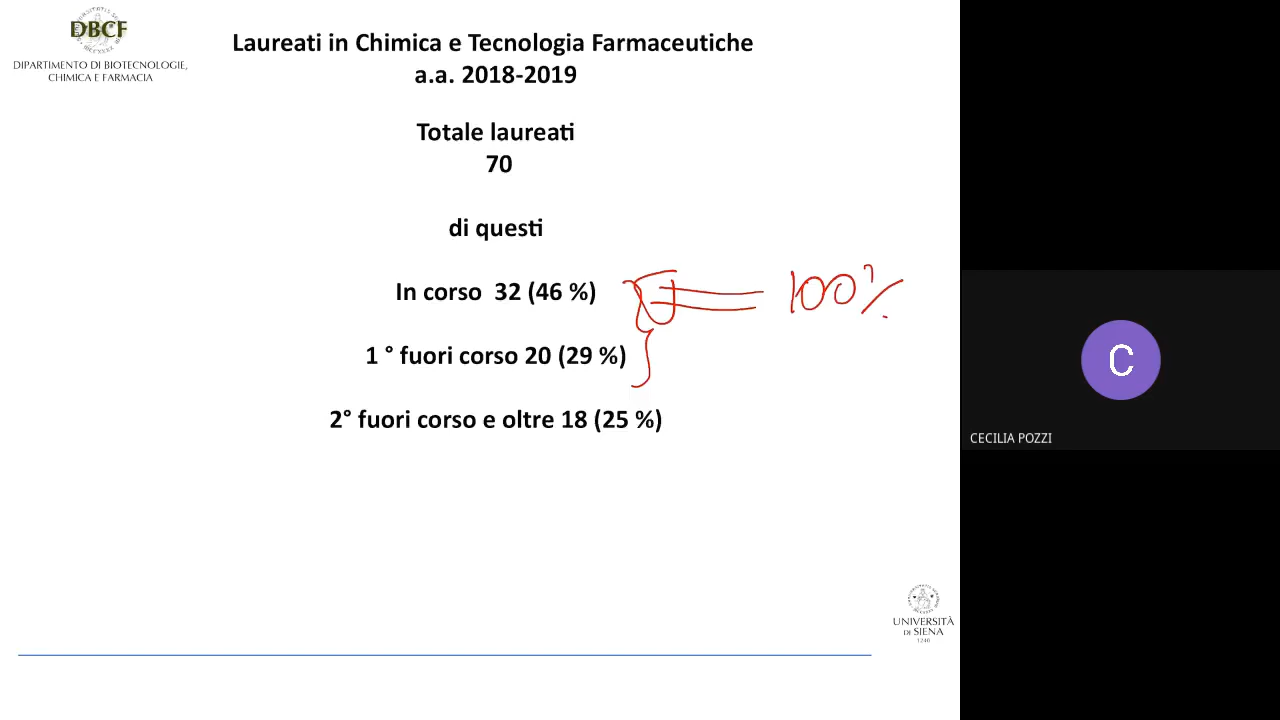 DBCF
DIPARTIMENTO DI BIOTECNOLOGIE,
CHIMICA E FARMACIA
Laureati in Chimica e Tecnologia Farmaceutiche
a.a. 2018-2019
Totale laureati
70
di questi
In corso 32 (46 %)
100%
1 ° fuori corso 20 (29 %)
2° fuori corso e oltre 18 (25 %)
C
CECILIA POZZI
UNIVERSITÀ
DI SIENA
1240